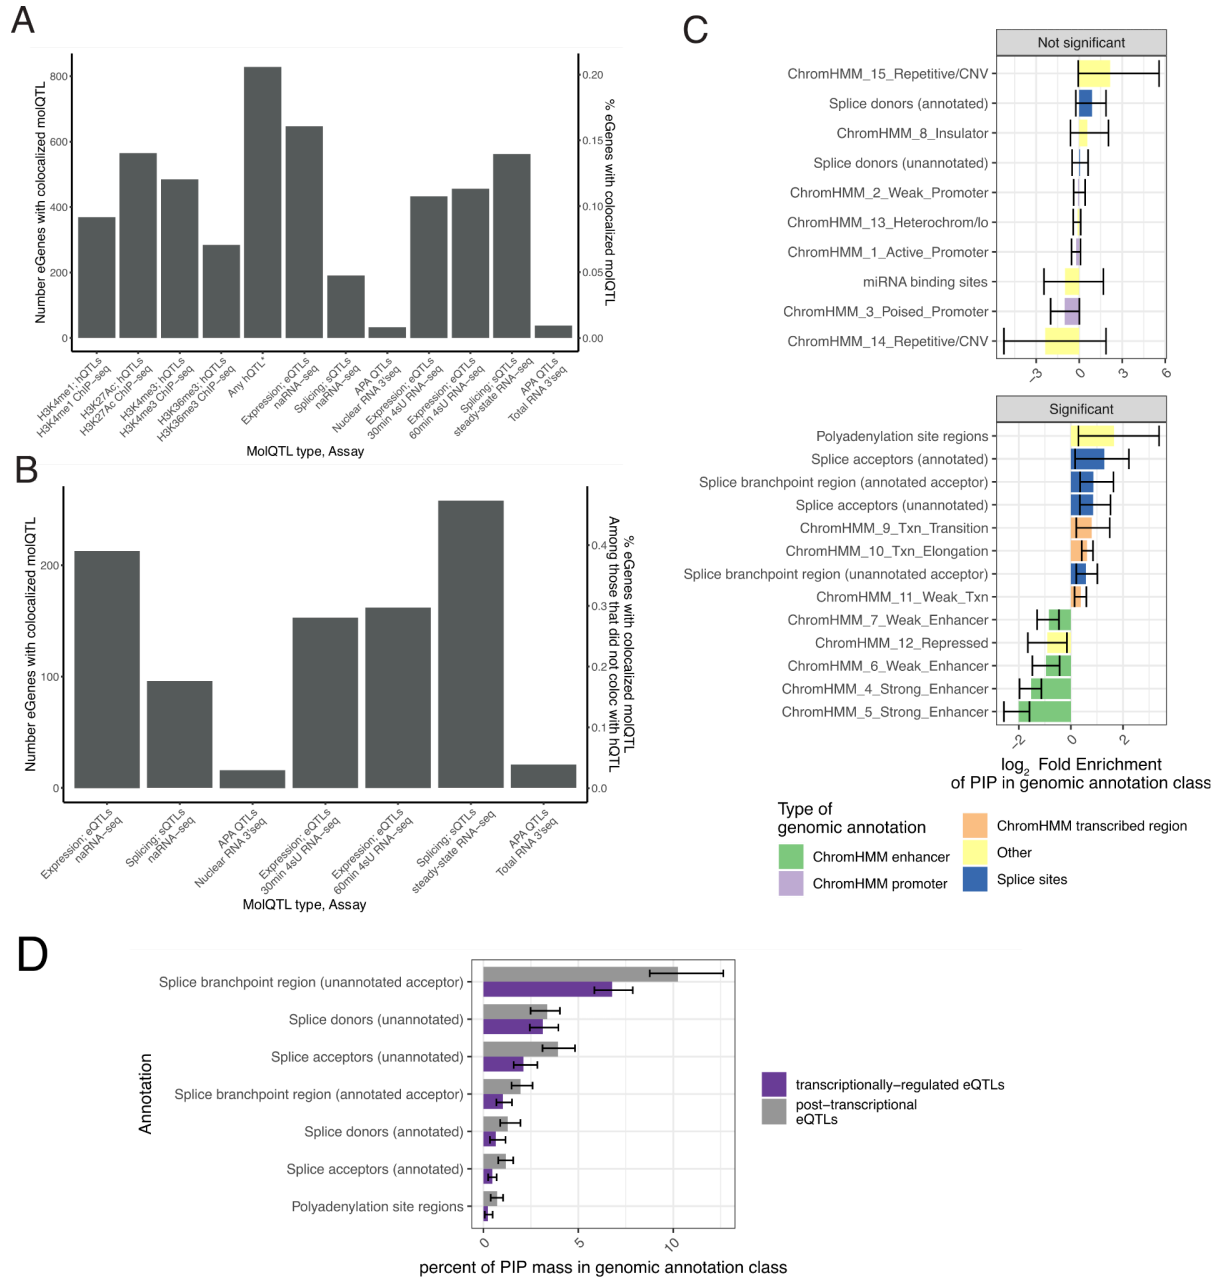 A
Number eGenes with colocalized molQTL
800
600
400
200
0
0.20
0.15
0.10
0.05
0.00
% eGenes with colocalized molQTL
H3K4me1; hQTLs
H3K4me1 ChIP−seq
H3K27Ac; hQTLs
H3K27Ac ChIP−seq
H3K4me3; hQTLs
H3K4me3 ChIP−seq
H3K36me3; hQTLs
H3K36me3 ChIP−seq
Any hQTL*
Expression; eQTLs
naRNA−seq
Splicing; sQTLs
naRNA−seq
APA QTLs
Nuclear RNA 3'seq
Expression; eQTLs
30min 4sU RNA−seq
Expression; eQTLs
60min 4sU RNA−seq
Splicing; sQTLs
steady-state RNA−seq
APA QTLs
Total RNA 3'seq
MolQTL type, Assay
B
Number eGenes with colocalized molQTL
200
100
0
0.4
0.3
0.2
0.1
0.0
% eGenes with colocalized molQTL
Among those that did not coloc with hQTL
Expression; eQTLs
naRNA−seq
Splicing; sQTLs
naRNA−seq
APA QTLs
Nuclear RNA 3'seq
Expression; eQTLs
30min 4sU RNA−seq
Expression; eQTLs
60min 4sU RNA−seq
Splicing; sQTLs
steady-state RNA−seq
APA QTLs
Total RNA 3'seq
MolQTL type, Assay
C
Not significant
ChromHMM_15_Repetitive/CNV
Splice donors (annotated)
ChromHMM_8_Insulator
Splice donors (unannotated)
ChromHMM_2_Weak_Promoter
ChromHMM_13_Heterochrom/lo
ChromHMM_1_Active_Promoter
miRNA binding sites
ChromHMM_3_Poised_Promoter
ChromHMM_14_Repetitive/CNV
−3
0
3
6
Significant
Polyadenylation site regions
Splice acceptors (annotated)
Splice branchpoint region (annotated acceptor)
Splice acceptors (unannotated)
ChromHMM_9_Txn_Transition
ChromHMM_10_Txn_Elongation
Splice branchpoint region (unannotated acceptor)
ChromHMM_11_Weak_Txn
ChromHMM_7_Weak_Enhancer
ChromHMM_12_Repressed
ChromHMM_6_Weak_Enhancer
ChromHMM_4_Strong_Enhancer
ChromHMM_5_Strong_Enhancer
−2
0
2
log2 Fold Enrichment
of PIP in genomic annotation class
Type of
genomic annotation
ChromHMM enhancer
ChromHMM promoter
ChromHMM transcribed region
Other
Splice sites
D
Annotation
Splice branchpoint region (unannotated acceptor)
Splice donors (unannotated)
Splice acceptors (unannotated)
Splice branchpoint region (annotated acceptor)
Splice donors (annotated)
Splice acceptors (annotated)
Polyadenylation site regions
0
5
10
percent of PIP mass in genomic annotation class
transcriptionally−regulated eQTLs
post−transcriptional
eQTLs